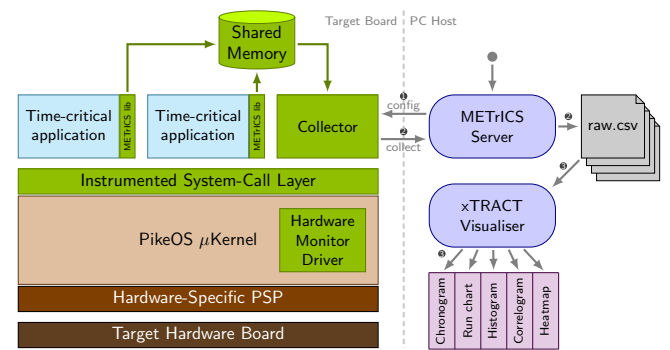 Target Board
PC Host
Shared
Memory
Time-critical
application
METrICS lib
Time-critical
application
METrICS lib
Collector
❶
config
❷
collect
METrICS
Server
❷
raw.csv
❸
Instrumented System-Call Layer
xTRACT
Visualiser
PikeOS μKernel
Hardware
Monitor
Driver
❸
Chronogram
Run chart
Histogram
Correlogram
Heatmap
Hardware-Specific PSP
Target Hardware Board